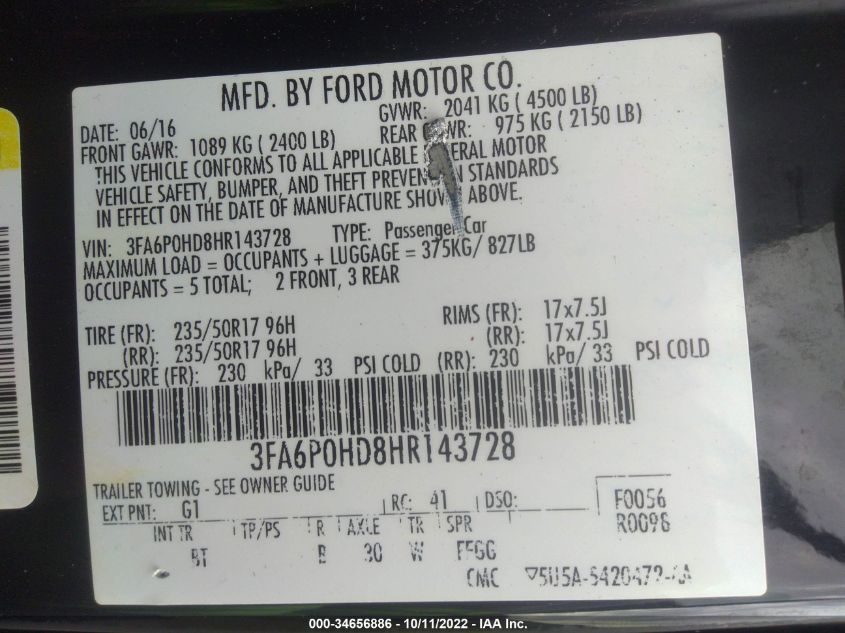 MFD. BY FORD MOTOR CO.
DATE: 06/16 GVWR: 2041 KG ( 4500 LB)
FRONT GAWR: 1089 KG ( 2400 LB) REAR GAWR: 975 KG ( 2150 LB)
THIS VEHICLE CONFORMS TO ALL APPLICABLE FEDERAL MOTOR
VEHICLE SAFETY, BUMPER, AND THEFT PREVENTION STANDARDS
IN EFFECT ON THE DATE OF MANUFACTURE SHOWN ABOVE.
VIN: 3FA6P0HD8HR143728 TYPE: Passenger Car
MAXIMUM LOAD = OCCUPANTS + LUGGAGE = 375KG/ 827LB
OCCUPANTS = 5 TOTAL; 2 FRONT, 3 REAR
TIRE (FR): 235/50R17 96H RIMS (FR): 17x7.5J
(RR): 235/50R17 96H (RR): 17x7.5J
PRESSURE (FR): 230 kPa/ 33 PSI COLD (RR): 230 kPa/ 33 PSI COLD
3FA6P0HD8HR143728
TRAILER TOWING - SEE OWNER GUIDE
EXT PNT: G1 RC: 41 DSO: F0056
INT TR TP/PS R AXLE TR SPR R0098
BT B 30 W FFGG
CMC
000-34656886 - 10/11/2022 - IAA Inc.